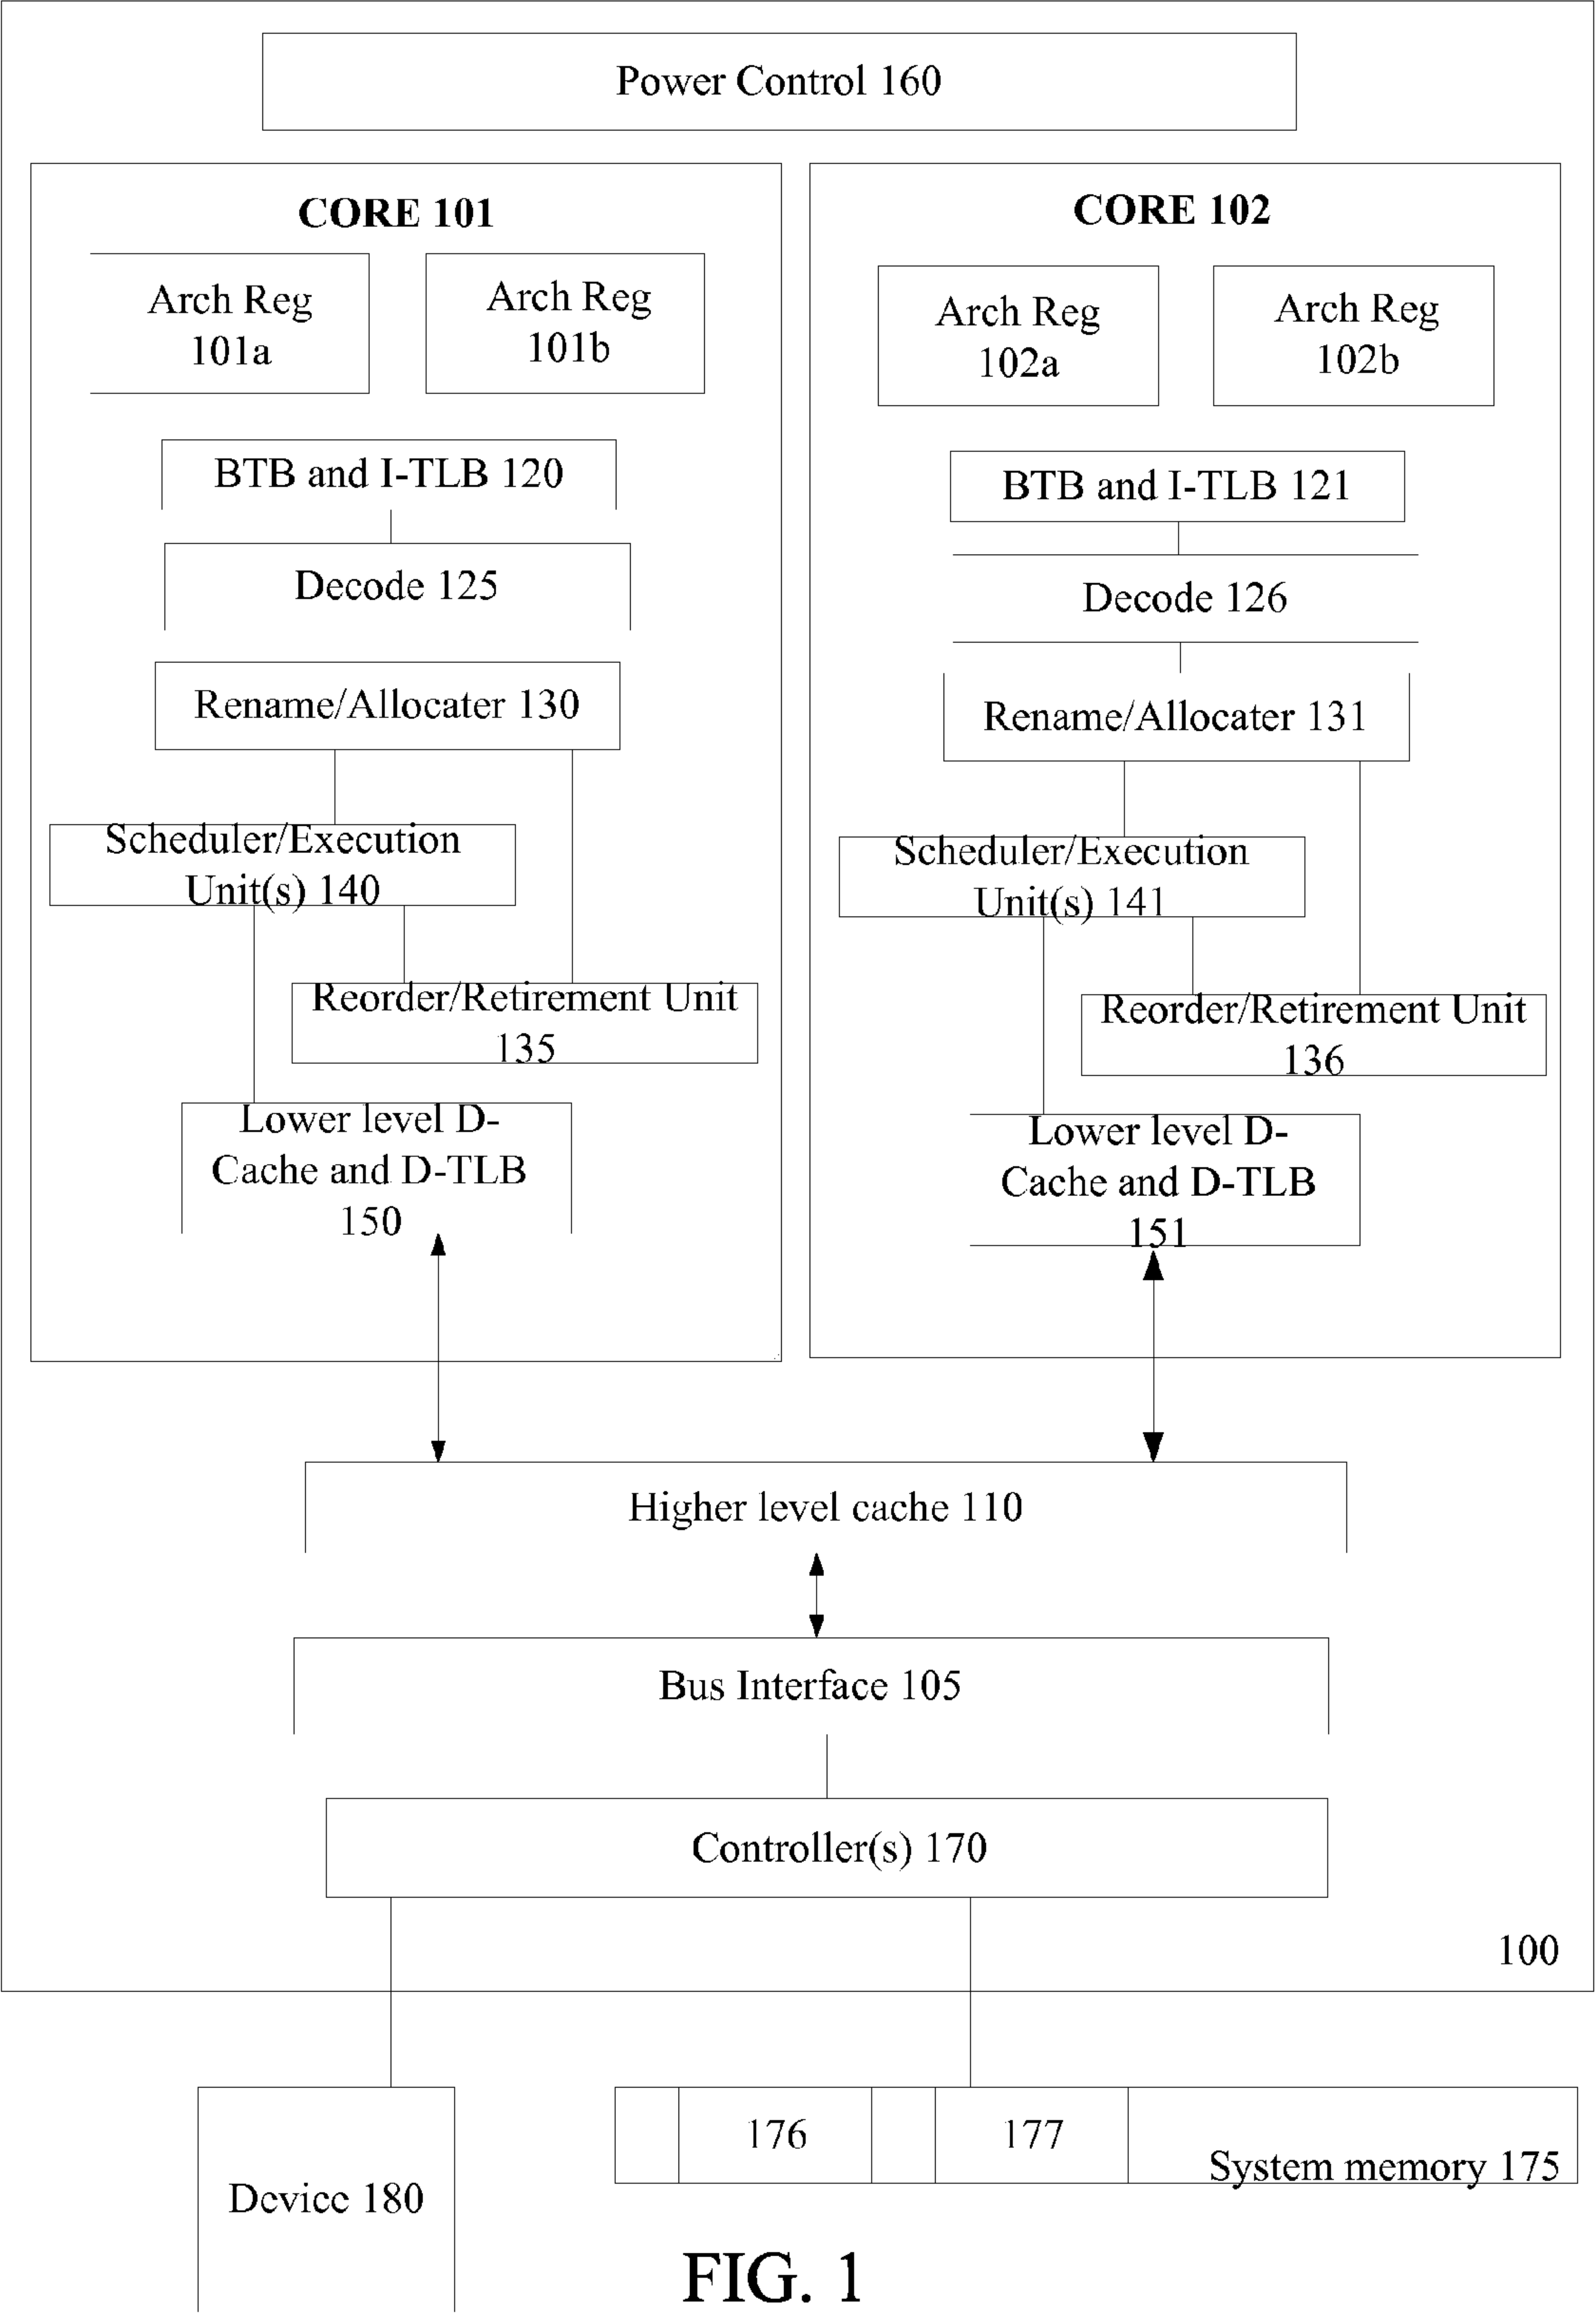 Power Control 160
CORE 101
Arch Reg
101a
Arch Reg
101b
BTB and I-TLB 120
Decode 125
Rename/Allocater 130
Scheduler/Execution
Unit(s) 140
Reorder/Retirement Unit
135
Lower level D-
Cache and D-TLB
150
CORE 102
Arch Reg
102a
Arch Reg
102b
BTB and I-TLB 121
Decode 126
Rename/Allocater 131
Scheduler/Execution
Unit(s) 141
Reorder/Retirement Unit
136
Lower level D-
Cache and D-TLB
151
Higher level cache 110
Bus Interface 105
Controller(s) 170
100
Device 180
176
177
System memory 175
FIG. 1